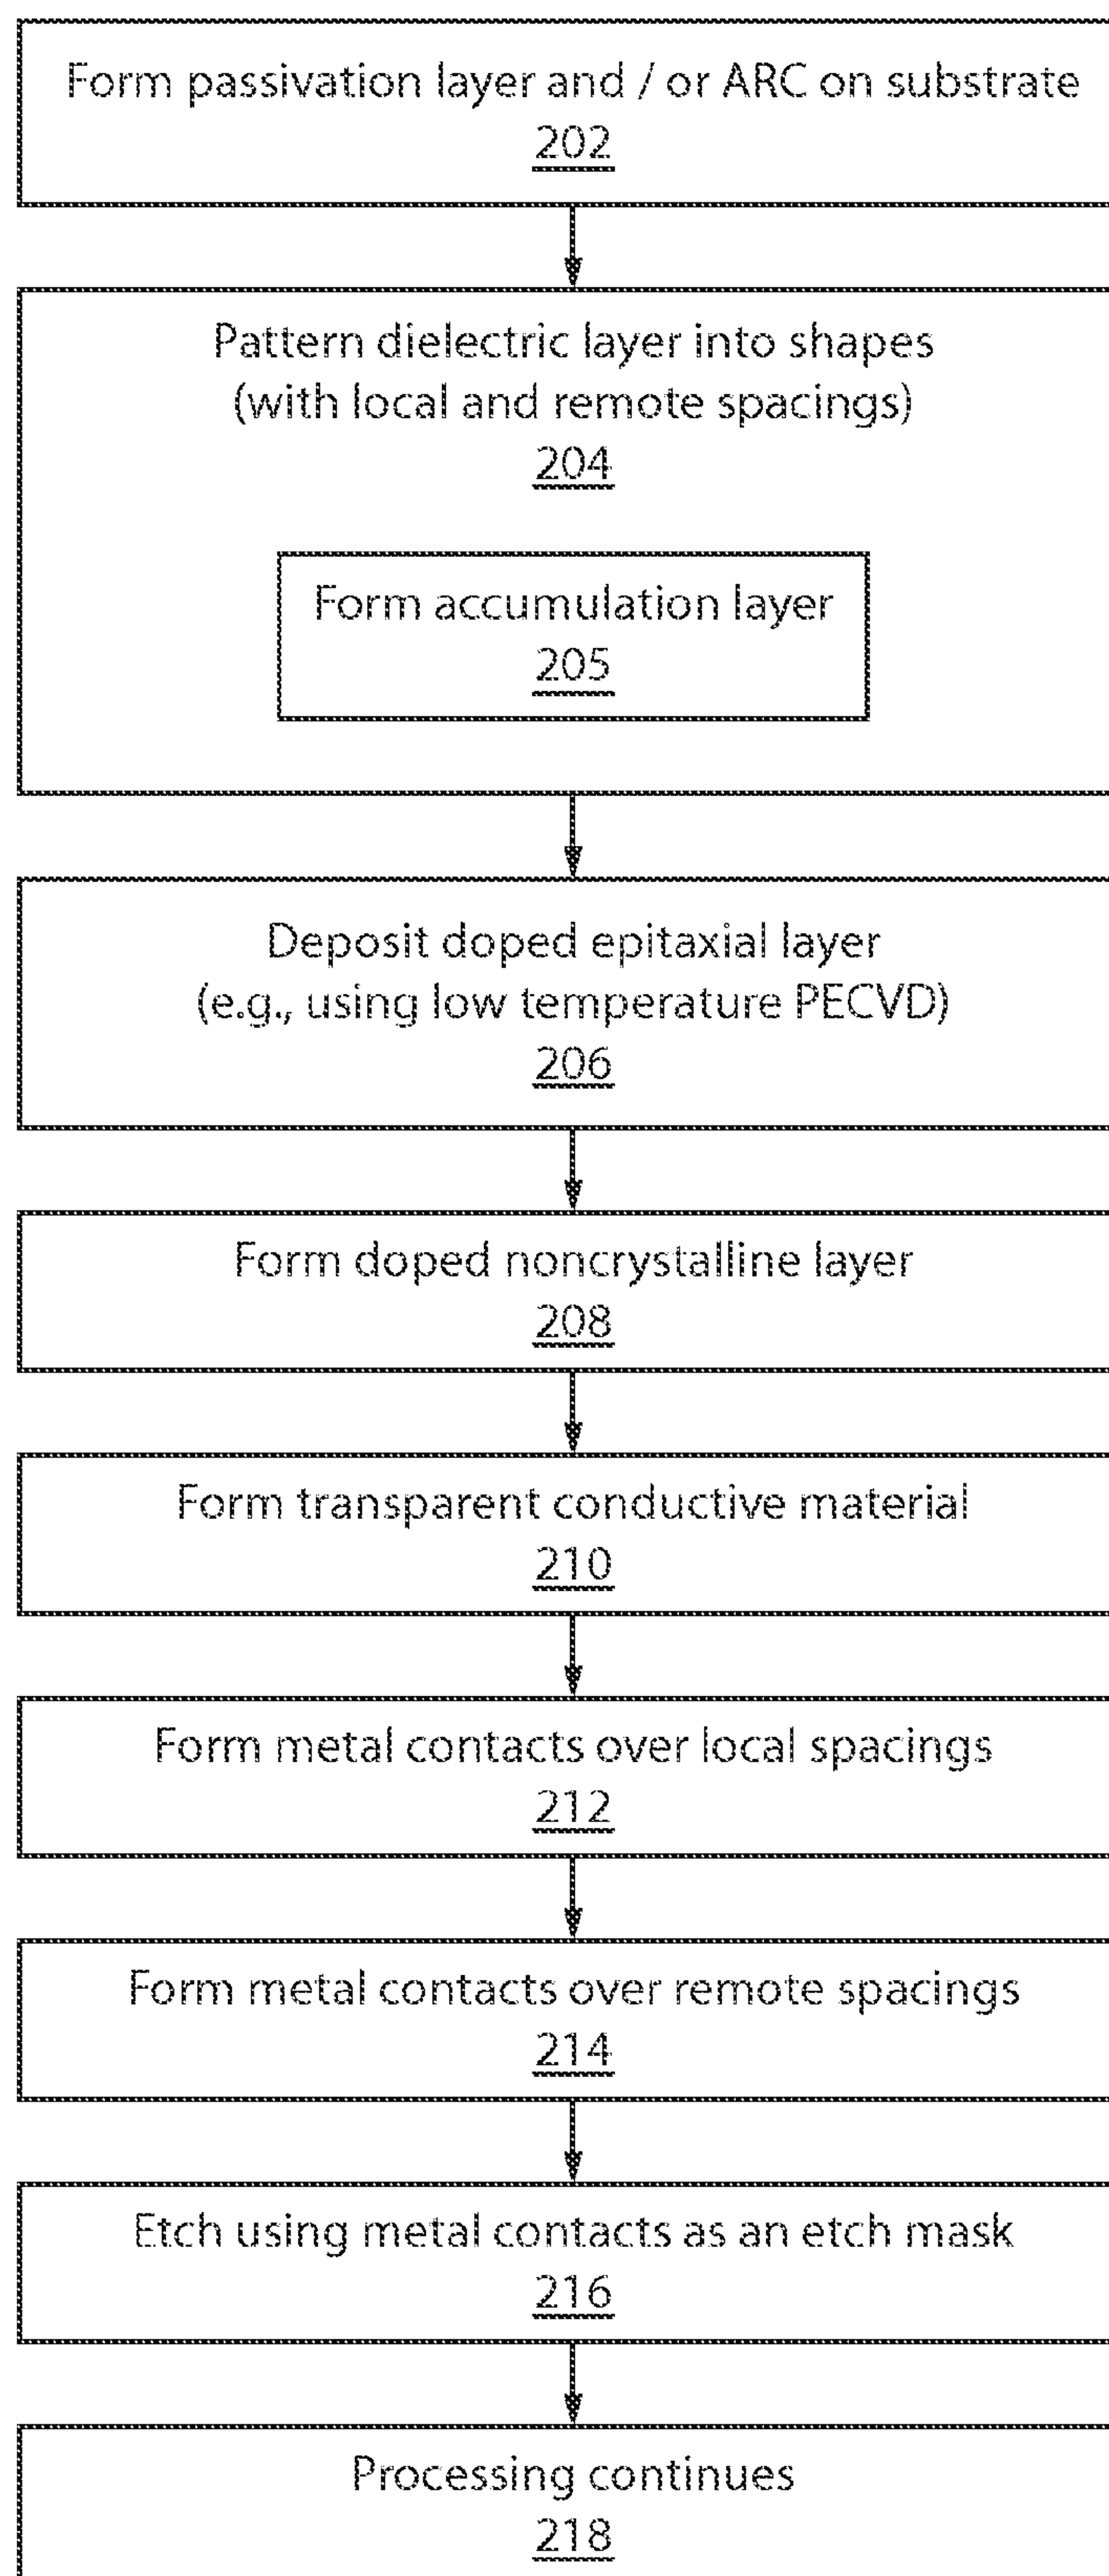 Form passivation layer and / or ARC on substrate
202
Pattern dielectric layer into shapes
(with local and remote spacings)
204
Form accumulation layer
205
Deposit doped epitaxial layer
(e.g., using low temperature PECVD)
206
Form doped noncrystalline layer
208
Form transparent conductive material
210
Form metal contacts over local spacings
212
Form metal contacts over remote spacings
214
Etch using metal contacts as an etch mask
216
Processing continues
218